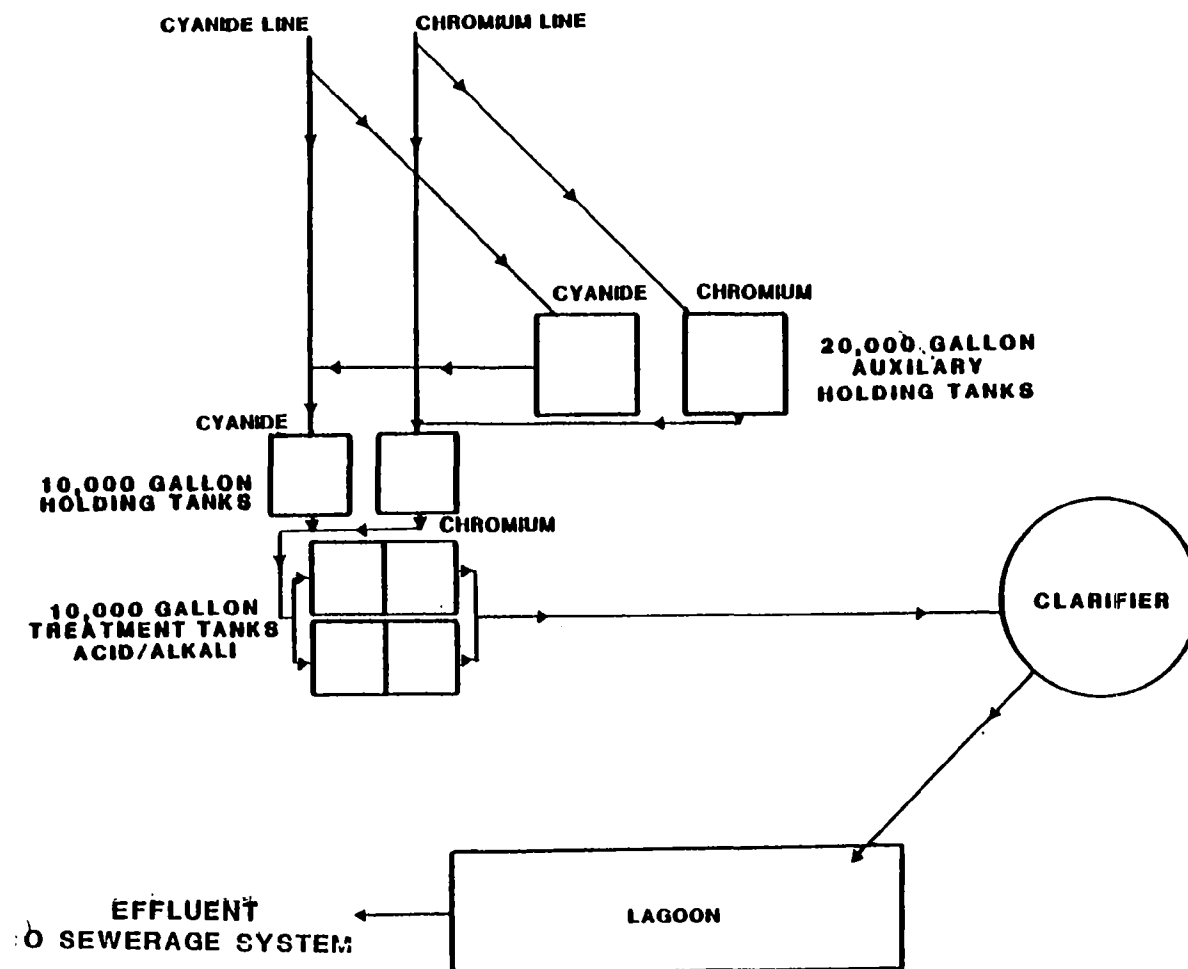 CYANIDE LINE
CHROMIUM LINE
CYANIDE
CHROMIUM
20,000 GALLON
AUXILARY
HOLDING TANKS
CYANIDE
10,000 GALLON
HOLDING TANKS
CHROMIUM
10,000 GALLON
TREATMENT TANKS
ACID/ALKALI
CLARIFIER
LAGOON
EFFLUENT
O SEWERAGE SYSTEM